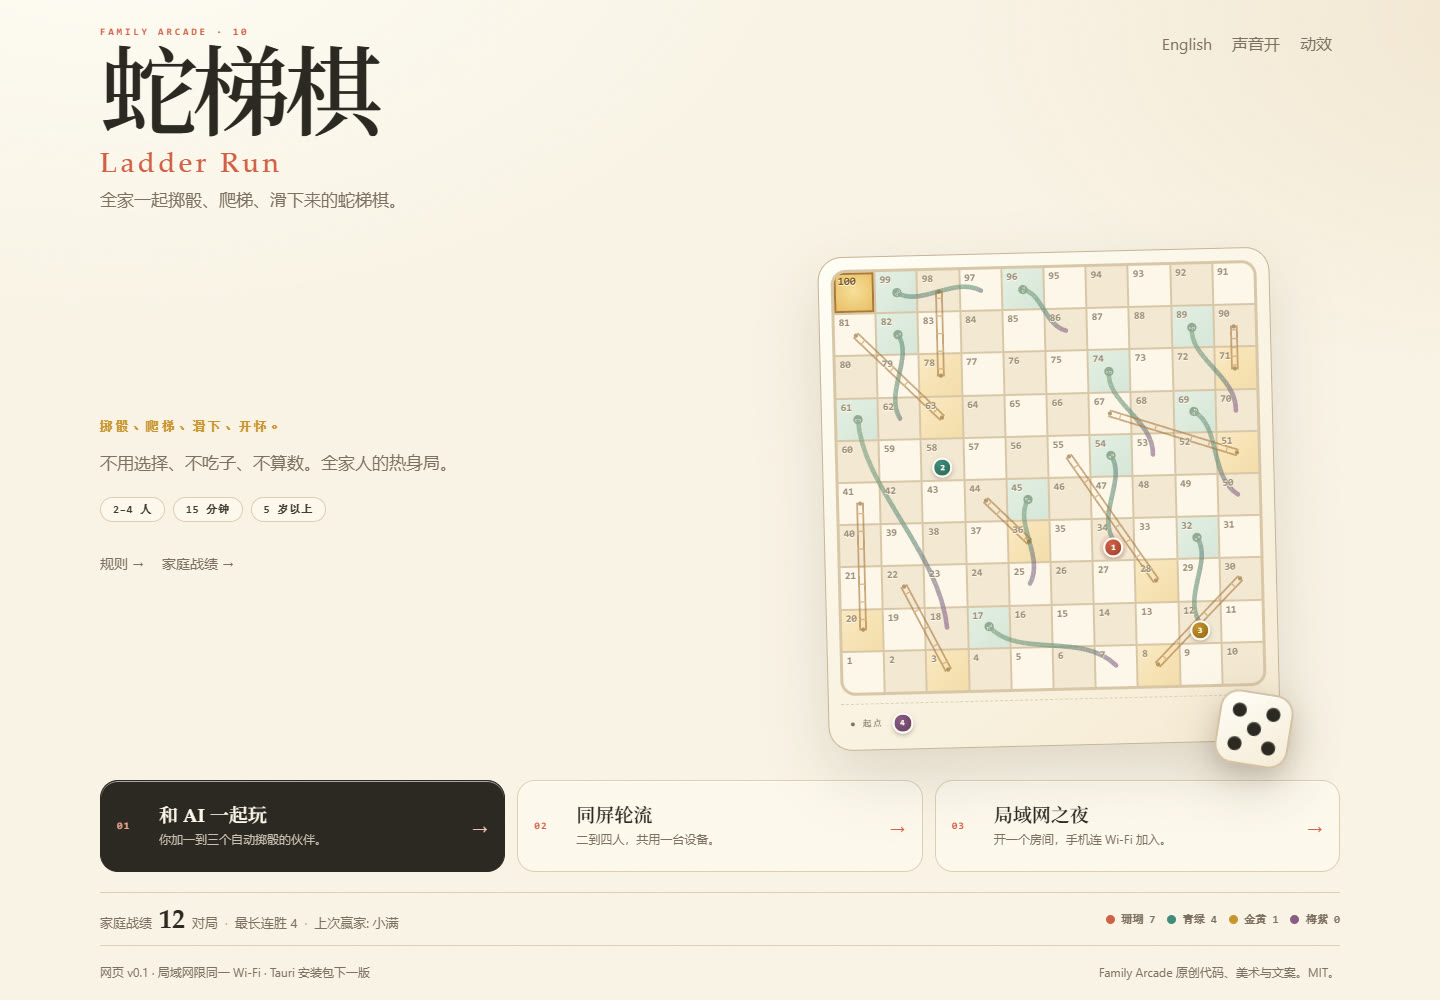 FAMILY ARCADE · 10
蛇梯棋
Ladder Run
全家一起掷骰、爬梯、滑下来的蛇梯棋。
English 声音开 动效
掷骰、爬梯、滑下、开怀。
不用选择、不吃子、不算数。全家人的热身局。
2–4 人 15 分钟 5 岁以上
规则 → 家庭战绩 →
100 99 98 97 96 95 94 93 92 91
81 82 83 84 85 86 87 88 89 90
80 79 78 77 76 75 74 73 72 71
61 62 63 64 65 66 67 68 69 70
60 59 58 57 56 55 54 53 52 51
2
41 42 43 44 45 46 47 48 49 50
40 39 38 37 36 35 34 33 32 31
1
21 22 23 24 25 26 27 28 29 30
20 19 18 17 16 15 14 13 12 11
3
1 2 3 4 5 6 7 8 9 10
● 起点 4
01 和 AI 一起玩 →
你加一到三个自动掷骰的伙伴。
02 同屏轮流 →
二到四人，共用一台设备。
03 局域网之夜 →
开一个房间，手机连 Wi-Fi 加入。
家庭战绩 12 对局 · 最长连胜 4 · 上次赢家: 小满
珊瑚 7 青绿 4 金黄 1 梅紫 0
网页 v0.1 · 局域网限同一 Wi-Fi · Tauri 安装包下一版
Family Arcade 原创代码、美术与文案。MIT。